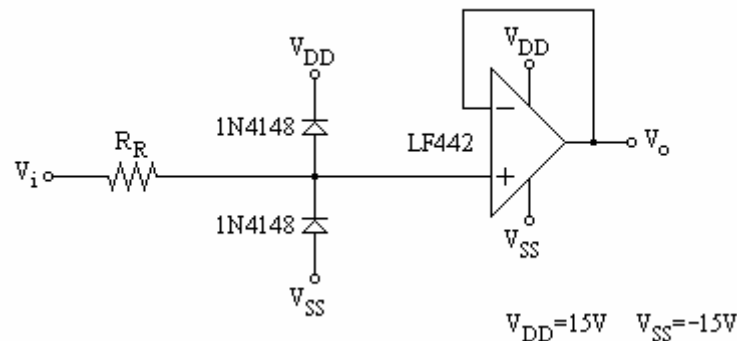 V_DD
V_DD
1N4148
LF442
−
R_R
V_i
V_o
+
1N4148
V_SS
V_SS
V_DD=15V V_SS=-15V